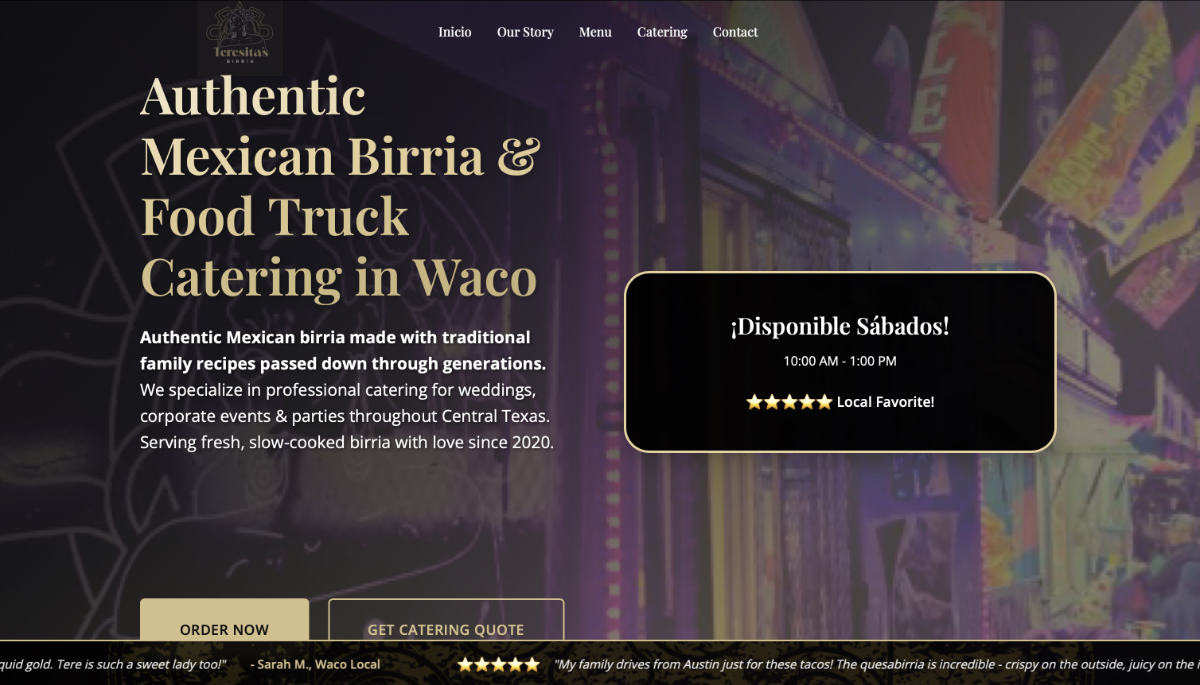 Teresita's
BIRRIA
Inicio Our Story Menu Catering Contact
Authentic
Mexican Birria &
Food Truck
Catering in Waco
Authentic Mexican birria made with traditional
family recipes passed down through generations.
We specialize in professional catering for weddings,
corporate events & parties throughout Central Texas.
Serving fresh, slow-cooked birria with love since 2020.
¡Disponible Sábados!
10:00 AM - 1:00 PM
⭐⭐⭐⭐⭐ Local Favorite!
ORDER NOW
GET CATERING QUOTE
quid gold. Tere is such a sweet lady too!" - Sarah M., Waco Local ⭐⭐⭐⭐⭐ "My family drives from Austin just for these tacos! The quesabirria is incredible - crispy on the outside, juicy on the